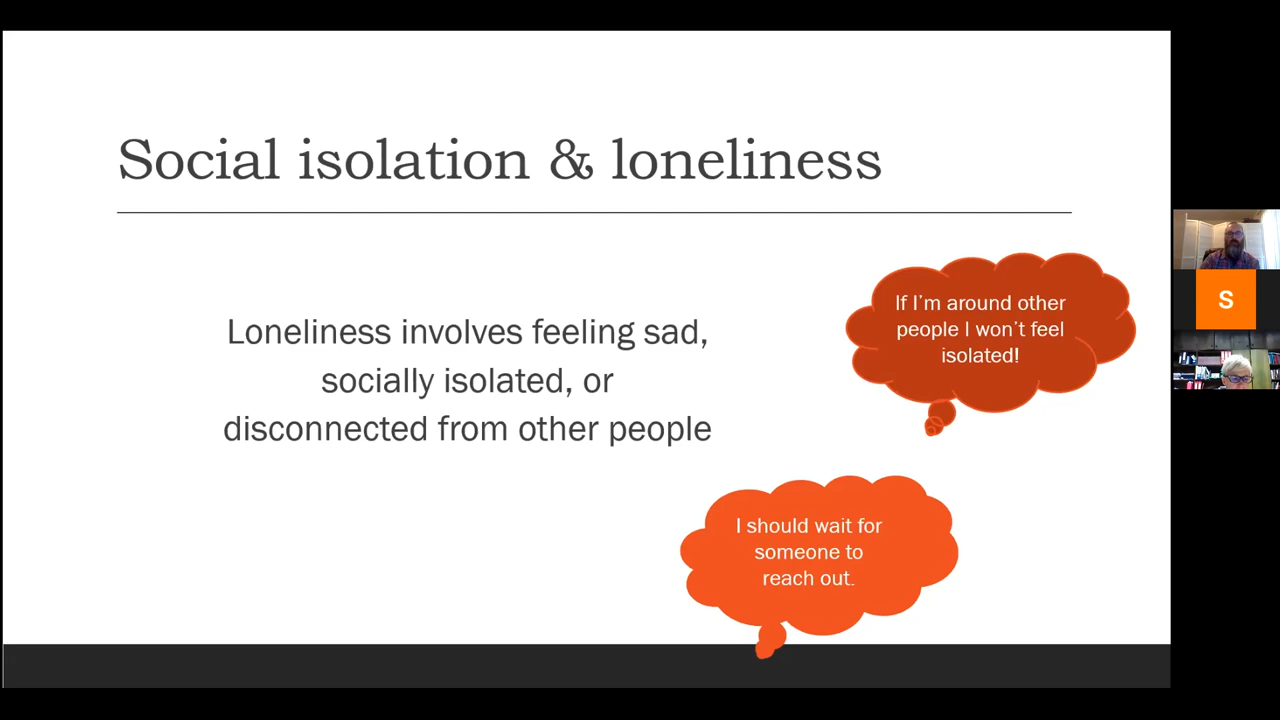 Social isolation & loneliness
Loneliness involves feeling sad,
socially isolated, or
disconnected from other people
If I'm around other
people I won't feel
isolated!
I should wait for
someone to
reach out.
S